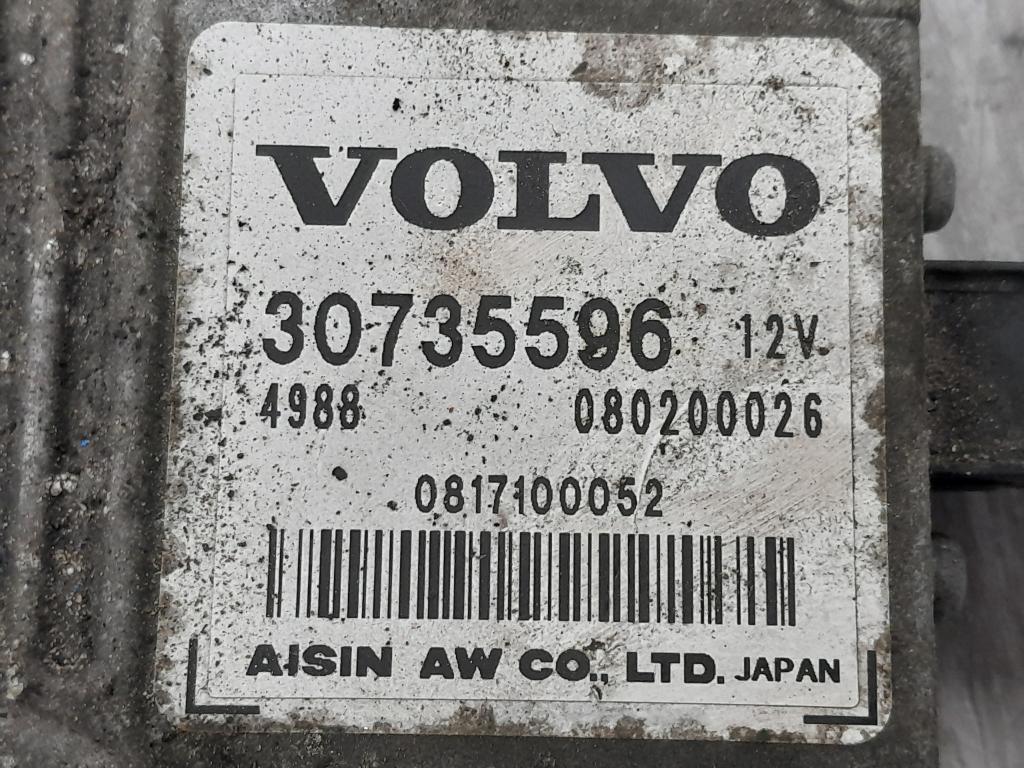 VOLVO
30735596 12V
4988 080200026
0817100052
AISIN AW CO., LTD. JAPAN